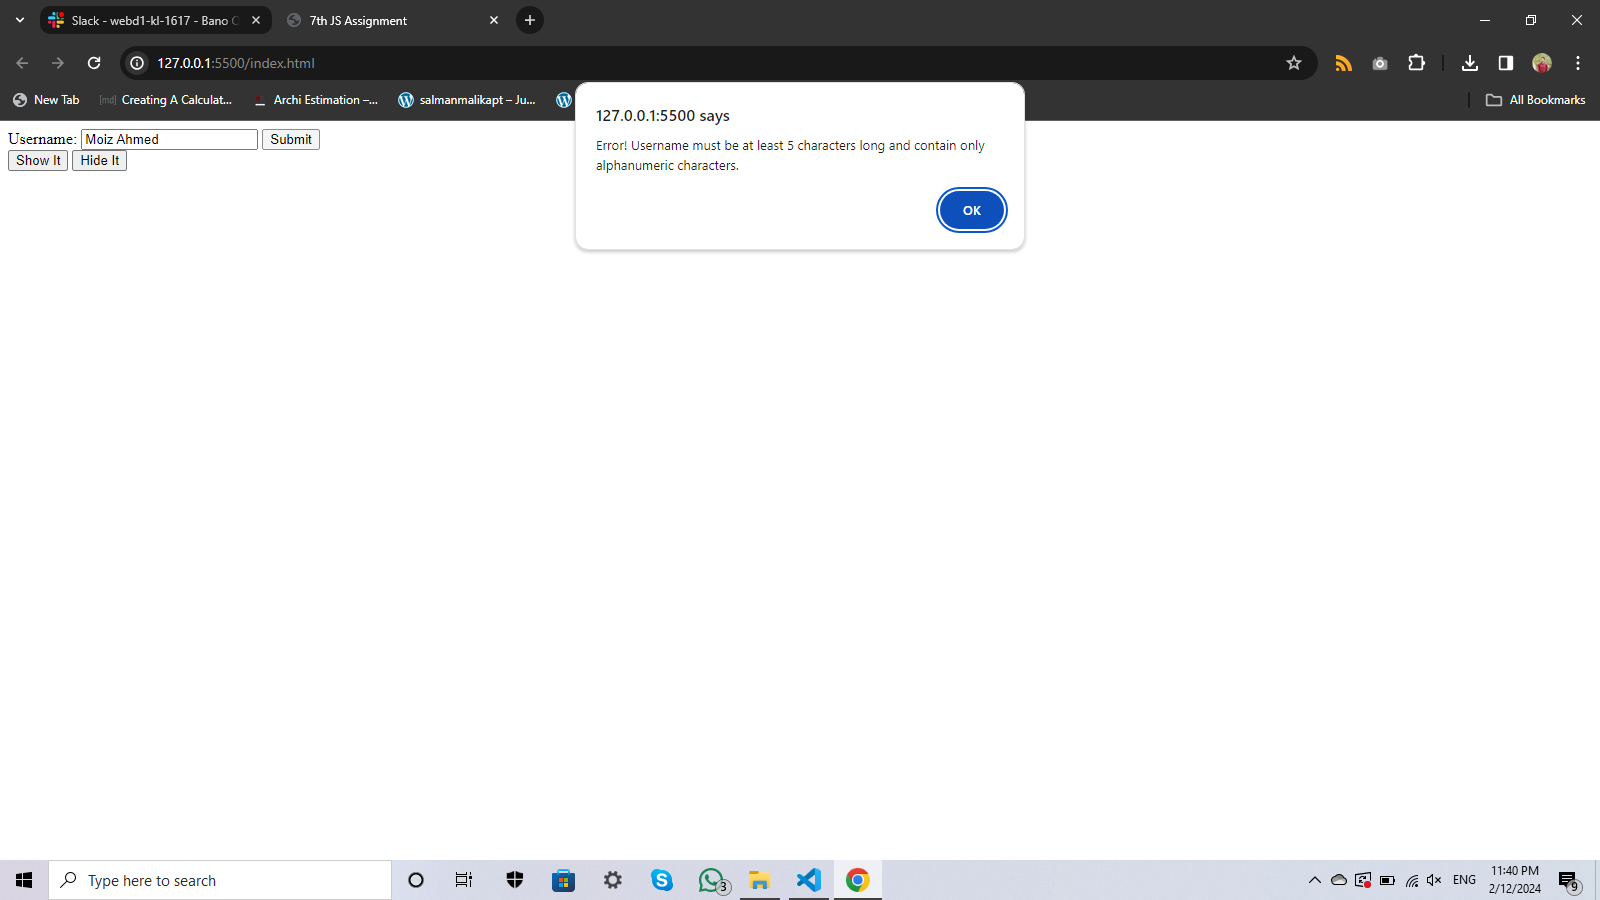 Slack - webd1-kl-1617 - Bano
7th JS Assignment
127.0.0.1:5500/index.html
New Tab
[md] Creating A Calculat...
Archi Estimation –...
salmanmalikapt – Ju...
All Bookmarks
127.0.0.1:5500 says
Error! Username must be at least 5 characters long and contain only
alphanumeric characters.
OK
Username: Moiz Ahmed Submit
Show It Hide It
Type here to search
3
ENG
11:40 PM
2/12/2024
9